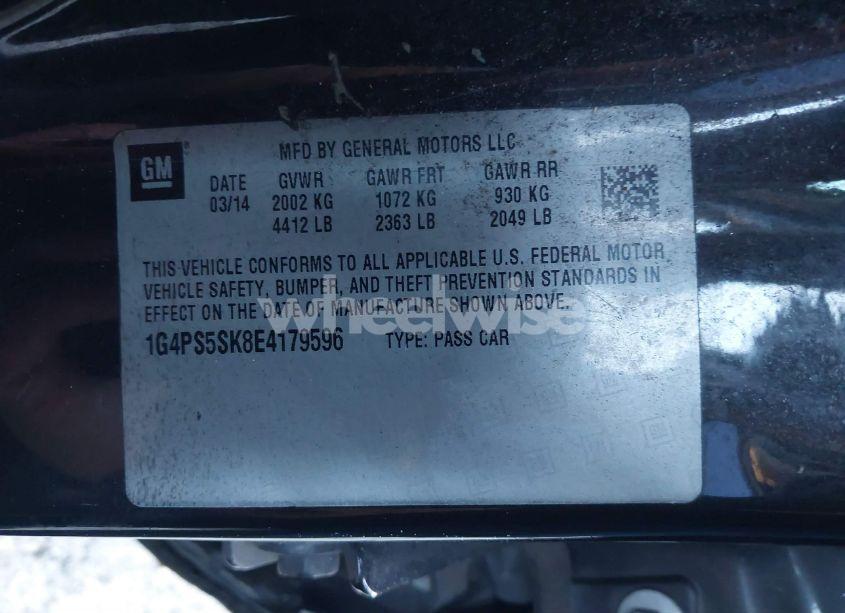 GM
MFD BY GENERAL MOTORS LLC
DATE GVWR GAWR FRT GAWR RR
03/14 2002 KG 1072 KG 930 KG
4412 LB 2363 LB 2049 LB
THIS VEHICLE CONFORMS TO ALL APPLICABLE U.S. FEDERAL MOTOR
VEHICLE SAFETY, BUMPER, AND THEFT PREVENTION STANDARDS IN
EFFECT ON THE DATE OF MANUFACTURE SHOWN ABOVE.
wheelwise
1G4PS5SK8E4179596 TYPE: PASS CAR